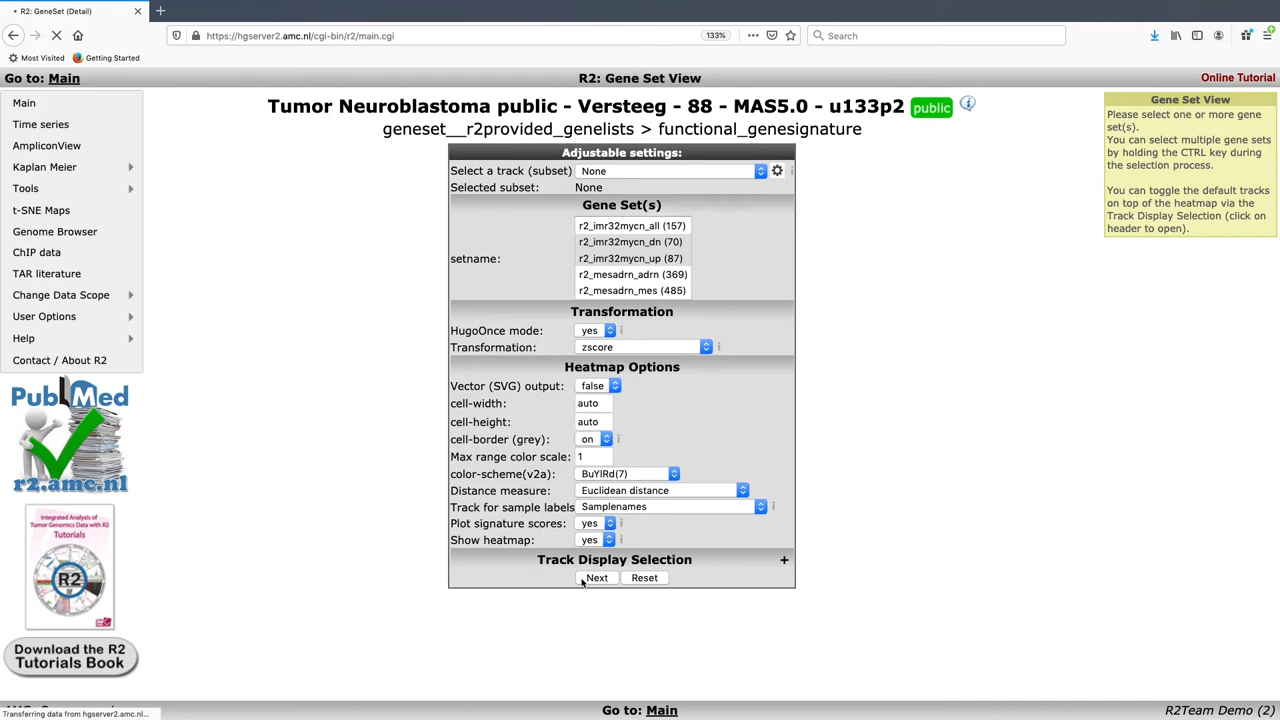 R2: GeneSet (Detail)
https://hgserver2.amc.nl/cgi-bin/r2/main.cgi
133%
Search
Most Visited
Getting Started
Go to: Main
R2: Gene Set View
Online Tutorial
Main
Time series
AmpliconView
Kaplan Meier
Tools
t-SNE Maps
Genome Browser
ChIP data
TAR literature
Change Data Scope
User Options
Help
Contact / About R2
PubMed
r2.amc.nl
Integrated Analysis of
Tumor Genomics Data with R2
Tutorials
R2
Download the R2
Tutorials Book
Tumor Neuroblastoma public - Versteeg - 88 - MAS5.0 - u133p2 public
geneset__r2provided_genelists > functional_genesignature
Adjustable settings:
Select a track (subset) None
Selected subset: None
Gene Set(s)
setname:
r2_imr32mycn_all (157)
r2_imr32mycn_dn (70)
r2_imr32mycn_up (87)
r2_mesadrn_adrn (369)
r2_mesadrn_mes (485)
Transformation
HugoOnce mode: yes
Transformation: zscore
Heatmap Options
Vector (SVG) output: false
cell-width: auto
cell-height: auto
cell-border (grey): on
Max range color scale: 1
color-scheme(v2a): BuYlRd(7)
Distance measure: Euclidean distance
Track for sample labels Samplenames
Plot signature scores: yes
Show heatmap: yes
Track Display Selection +
Next Reset
Gene Set View
Please select one or more gene
set(s).
You can select multiple gene sets
by holding the CTRL key during
the selection process.
You can toggle the default tracks
on top of the heatmap via the
Track Display Selection (click on
header to open).
Transferring data from hgserver2.amc.nl...
Go to: Main
R2Team Demo (2)